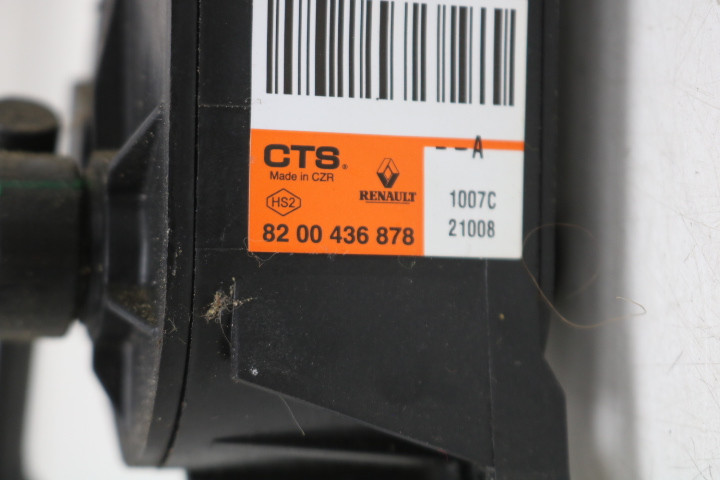 CTS.
Made in CZR
HS2
RENAULT
82 00 436 878
A
1007C
21008